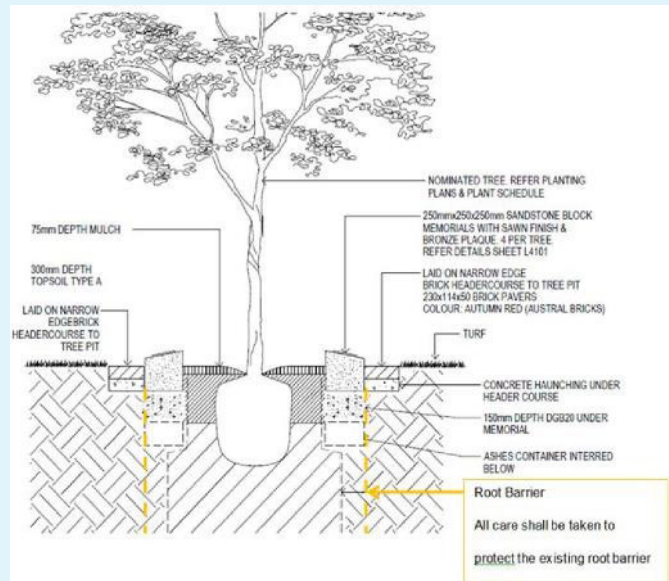 NOMINATED TREE. REFER PLANTING
PLANS & PLANT SCHEDULE
75mm DEPTH MULCH
250mmx250x250mm SANDSTONE BLOCK
MEMORIALS WITH SAWN FINISH &
BRONZE PLAQUE. 4 PER TREE.
REFER DETAILS SHEET L4101
300mm DEPTH
TOPSOIL TYPE A
LAID ON NARROW EDGE
BRICK HEADERCOURSE TO TREE PIT
230x114x50 BRICK PAVERS
COLOUR: AUTUMN RED (AUSTRAL BRICKS)
LAID ON NARROW
EDGEBRICK
HEADERCOURSE TO
TREE PIT
TURF
CONCRETE HAUNCHING UNDER
HEADER COURSE
150mm DEPTH DGB20 UNDER
MEMORIAL
ASHES CONTAINER INTERRED
BELOW
Root Barrier
All care shall be taken to
protect the existing root barrier